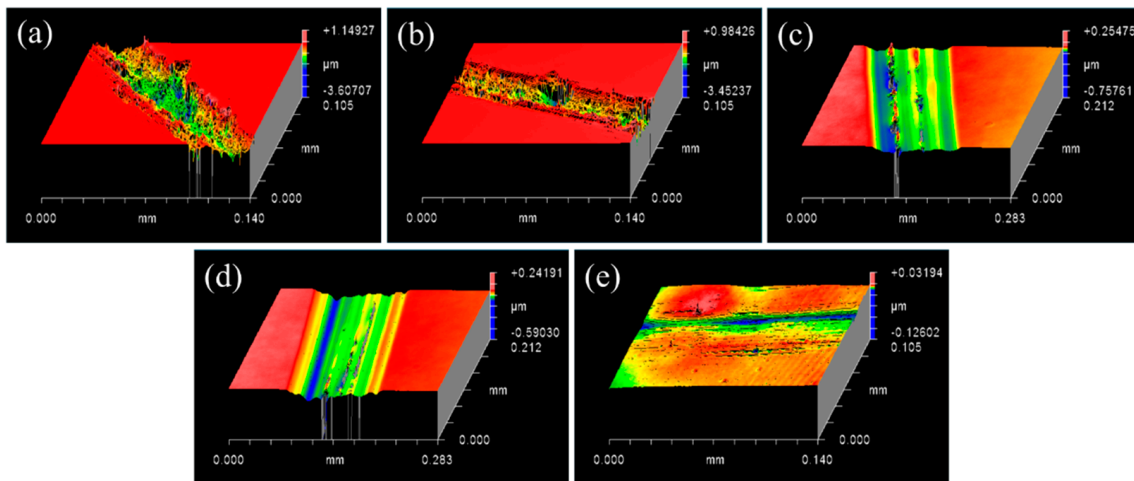 (a)
+1.14927
µm
-3.60707
0.105
mm
0.000
0.000
mm
0.140
(b)
+0.98426
µm
-3.45237
0.105
mm
0.000
0.000
mm
0.140
(c)
+0.25475
µm
-0.75761
0.212
mm
0.000
0.000
mm
0.283
(d)
+0.24191
µm
-0.59030
0.212
mm
0.000
0.000
mm
0.283
(e)
+0.03194
µm
-0.12602
0.105
mm
0.000
0.000
mm
0.140